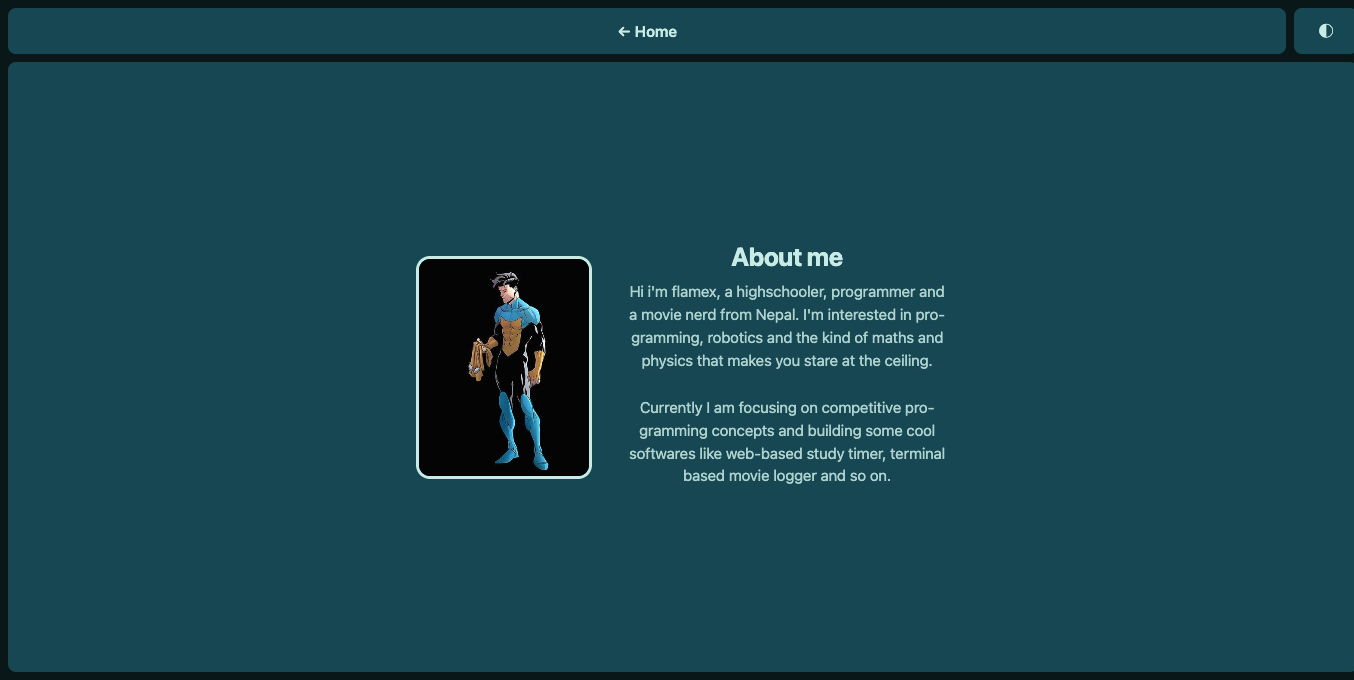 ← Home
About me
Hi i'm flamex, a highschooler, programmer and
a movie nerd from Nepal. I'm interested in pro-
gramming, robotics and the kind of maths and
physics that makes you stare at the ceiling.
Currently I am focusing on competitive pro-
gramming concepts and building some cool
softwares like web-based study timer, terminal
based movie logger and so on.